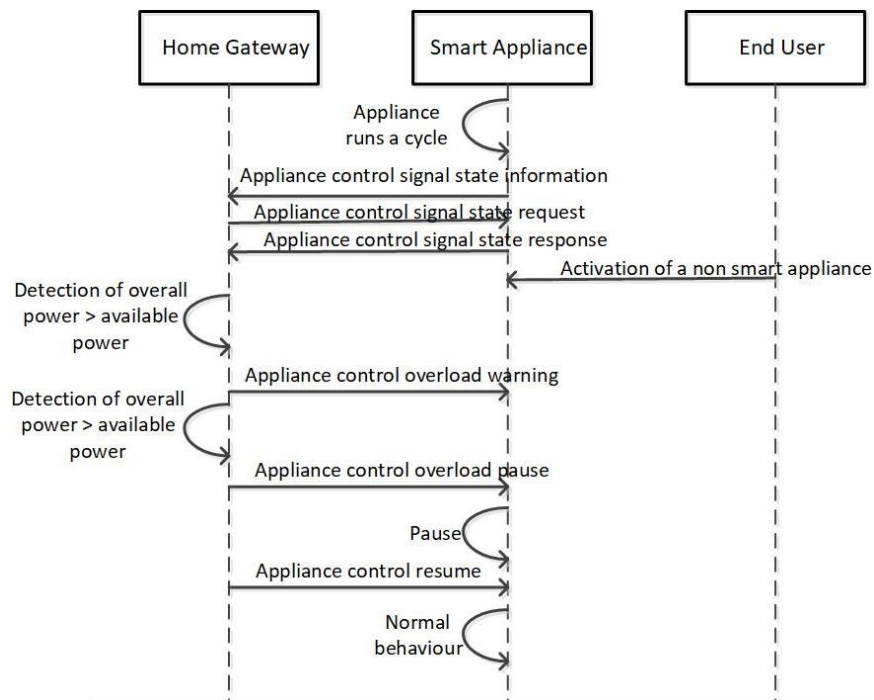 Home Gateway
Smart Appliance
End User
Appliance
runs a cycle
Appliance control signal state information
Appliance control signal state request
Appliance control signal state response
Activation of a non smart appliance
Detection of overall
power > available
power
Appliance control overload warning
Detection of overall
power > available
power
Appliance control overload pause
Pause
Appliance control resume
Normal
behaviour